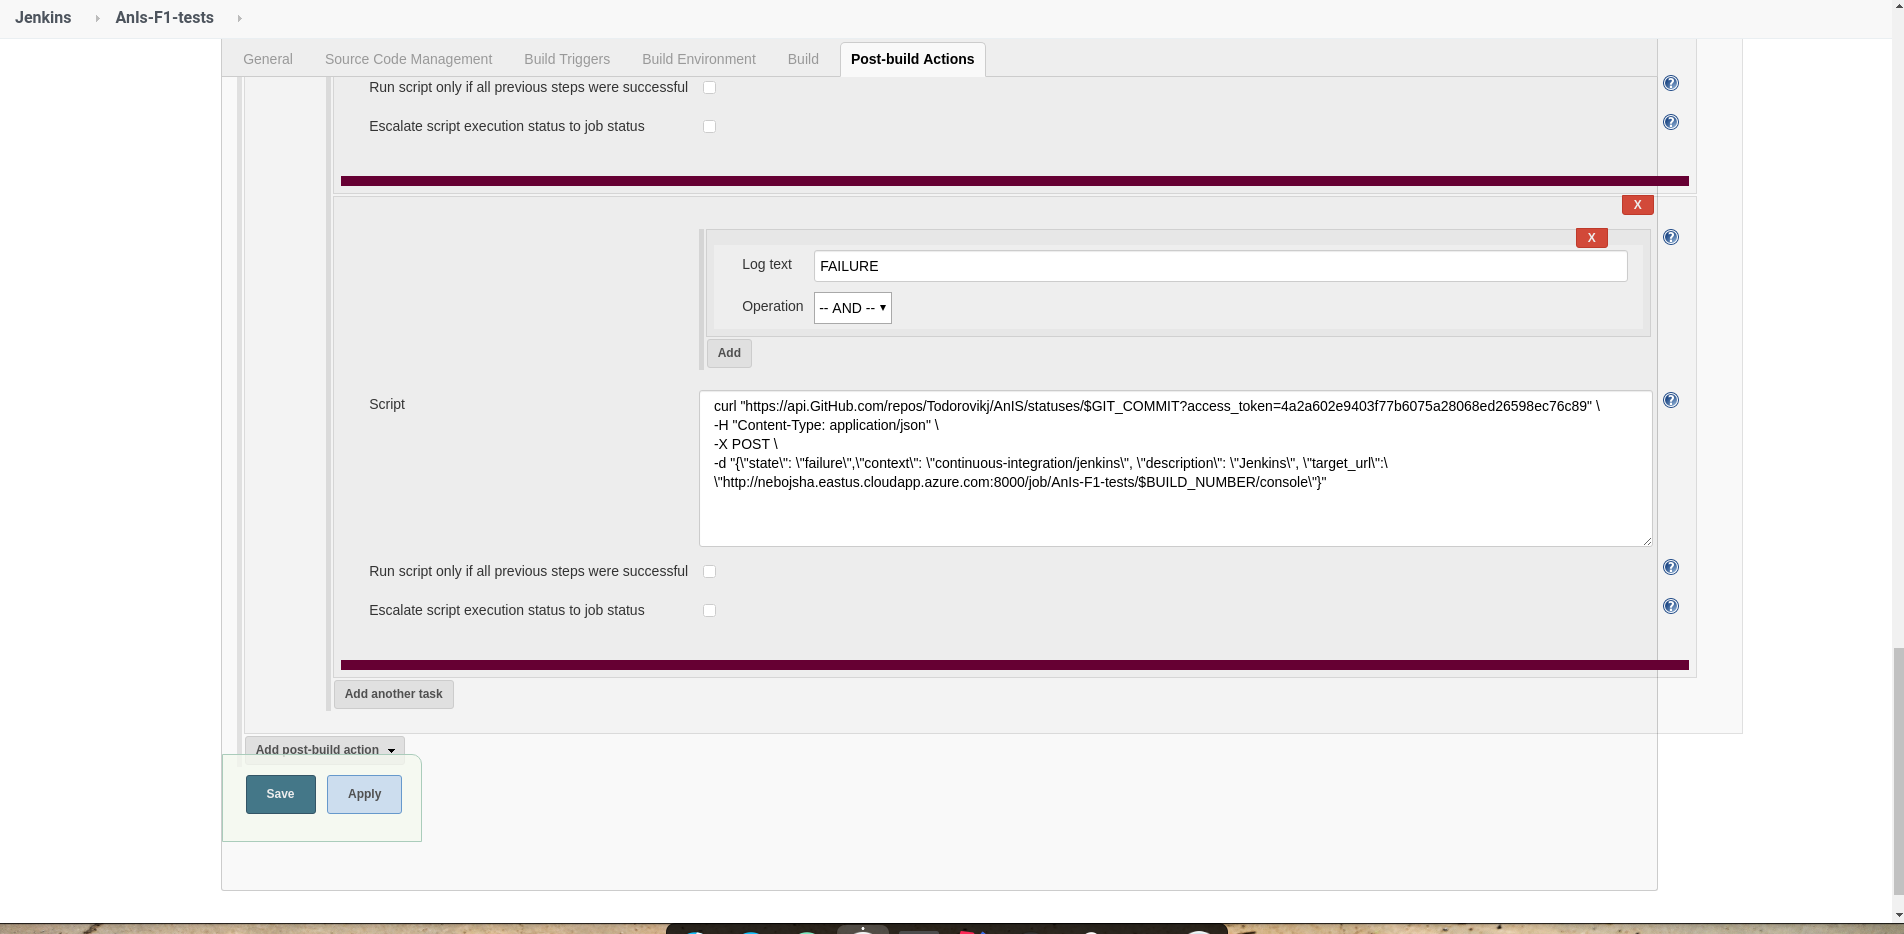 Jenkins AnIs-F1-tests
General Source Code Management Build Triggers Build Environment Build Post-build Actions
Run script only if all previous steps were successful
Escalate script execution status to job status
X
X
Log text FAILURE
Operation -- AND --
Add
Script
curl "https://api.GitHub.com/repos/Todorovikj/AnIS/statuses/$GIT_COMMIT?access_token=4a2a602e9403f77b6075a28068ed26598ec76c89" \
-H "Content-Type: application/json" \
-X POST \
-d "{\"state\": \"failure\",\"context\": \"continuous-integration/jenkins\", \"description\": \"Jenkins\", \"target_url\":\
\"http://nebojsha.eastus.cloudapp.azure.com:8000/job/AnIs-F1-tests/$BUILD_NUMBER/console\"}"
Run script only if all previous steps were successful
Escalate script execution status to job status
Add another task
Add post-build action
Save Apply